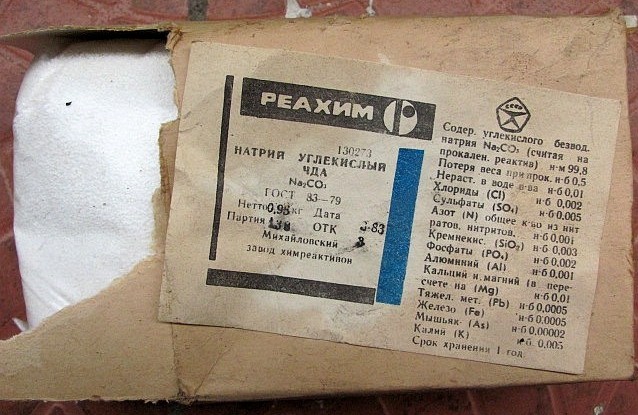 РЕАХИМ
130273
НАТРИЙ УГЛЕКИСЛЫЙ
ЧДА
Na₂CO₃
ГОСТ 83—79
Нетто 0,95 кг Дата
Партия 138 ОТК 3-83
Михайловский 3
завод химреактивов
СССР
Содер. углекислого безвод.
натрия Na₂CO₃ (считая на
прокален. реактив) н-м 99.8
Потеря веса при прок. н-б 0.5
Нераст. в воде в-ва н-б 0,01
Хлориды (Cl) н-б 0,002
Сульфаты (SO₄) н-б 0.005
Азот (N) общее к-во из нит
ратов, нитритов. н-б 0,001
Кремнекис. (SiO₂) н-б 0,003
Фосфаты (PO₄) н-б 0,002
Алюминий (Al) н-б 0,001
Кальций и магний (в пере-
счете на (Mg) н-б 0,01
Тяжел. мет. (Pb) н-б 0,0005
Железо (Fe) н-б 0,0005
Мышьяк (As) н-б 0,00002
Калий (K) н-б. 0,005
Срок хранения 1 год.